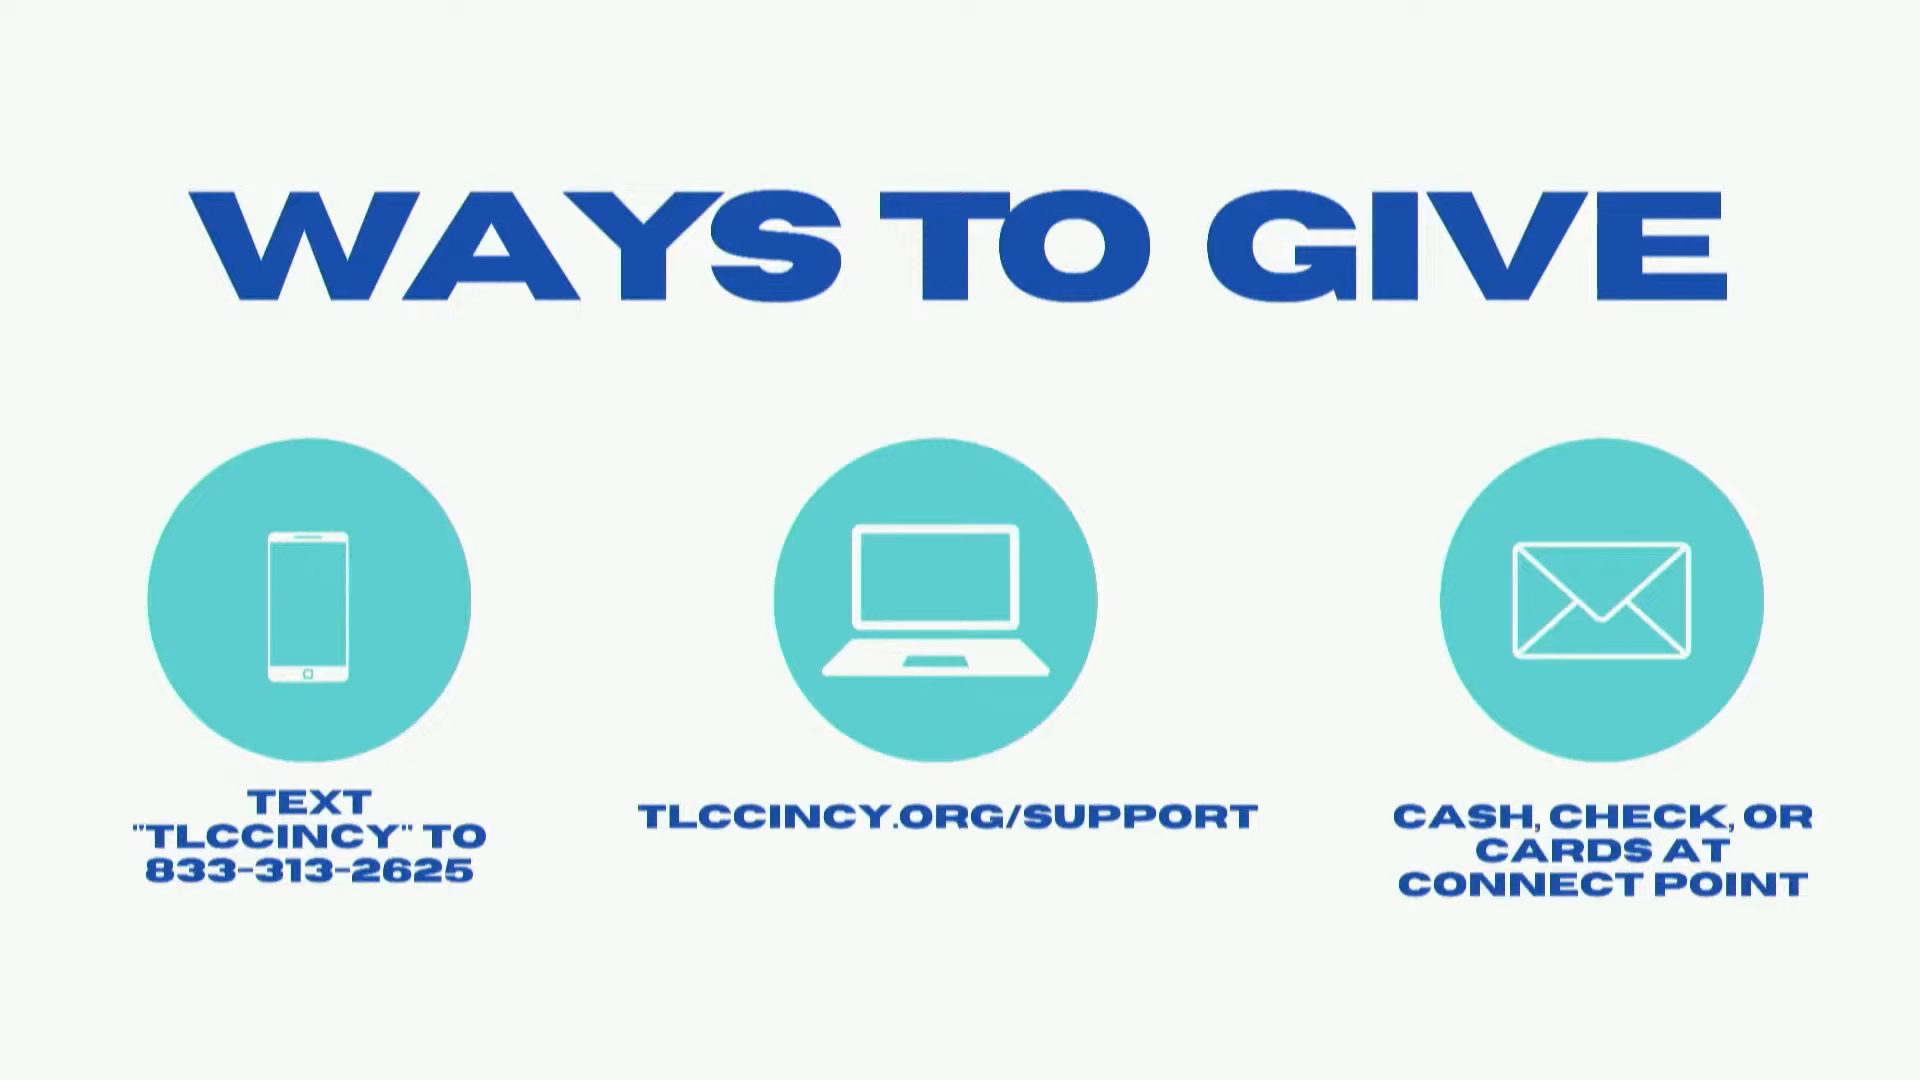 WAYS TO GIVE
TEXT
"TLCCINCY" TO
833-313-2625
TLCCINCY.ORG/SUPPORT
CASH, CHECK, OR
CARDS AT
CONNECT POINT